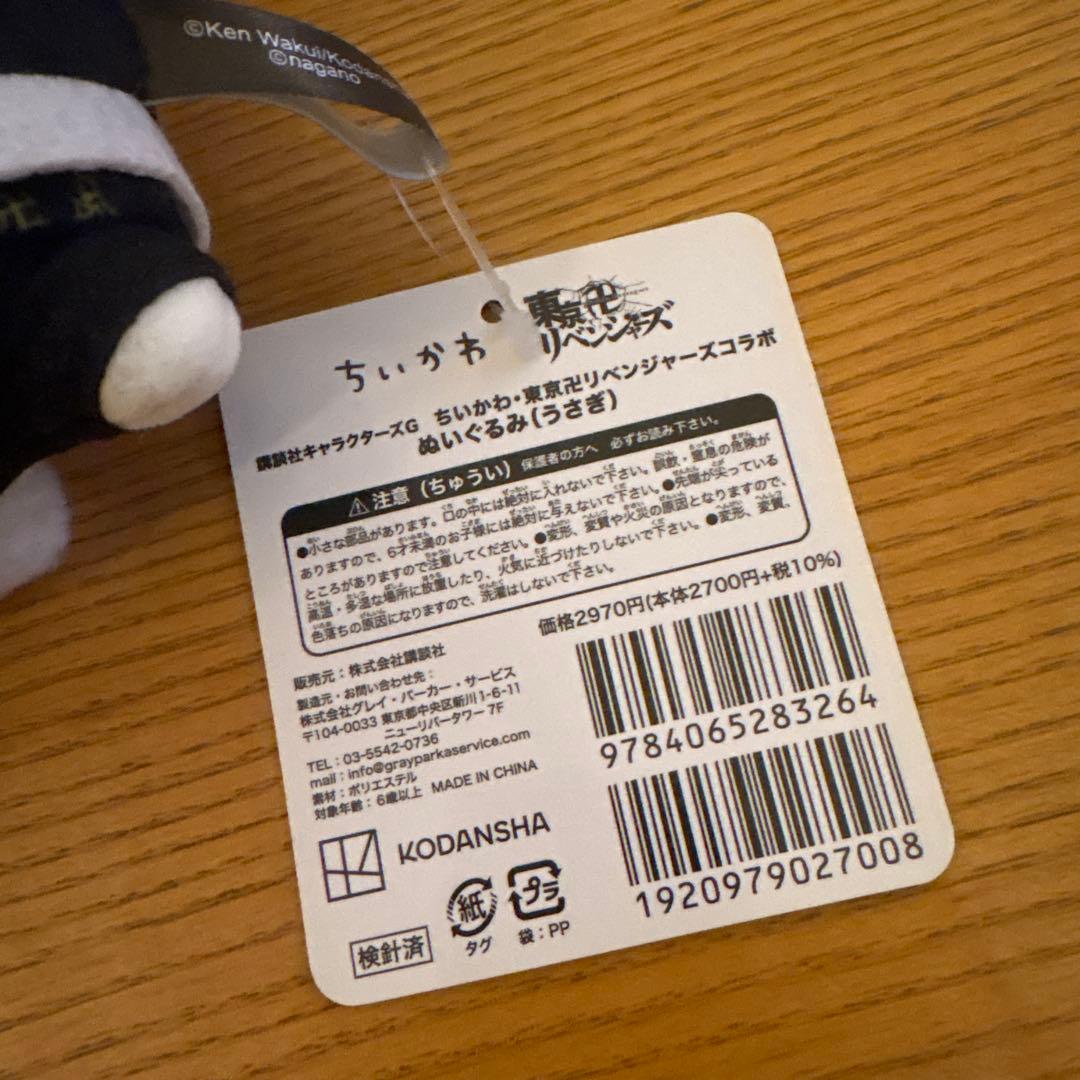 ©Ken Wakui/Kodans
©nagano
ちいかわ
東京卍
リベンジャーズ
講談社キャラクターズG ちいかわ・東京卍リベンジャーズコラボ
ぬいぐるみ(うさぎ)
⚠注意(ちゅうい) 保護者の方へ 必ずお読み下さい。
●小さな部品があります。口の中には絶対に入れないで下さい。誤飲・窒息の危険が
ありますので、6才未満のお子様には絶対に与えないで下さい。●先端が尖っている
ところがありますので注意してください。●変形、変質や火災の原因となりますので、
高温・多湿な場所に放置したり、火気に近づけたりしないで下さい。●変形、変質、
色落ちの原因になりますので、洗濯はしないで下さい。
価格2970円(本体2700円+税10%)
9784065283264
1920979027008
販売元:株式会社講談社
製造元・お問い合わせ先:
株式会社グレイ・パーカー・サービス
〒104-0033 東京都中央区新川1-6-11
ニューリバータワー 7F
TEL:03-5542-0736
mail:info@grayparkaservice.com
素材:ポリエステル
対象年齢:6歳以上 MADE IN CHINA
KODANSHA
検針済
紙
タグ
プラ
袋:PP